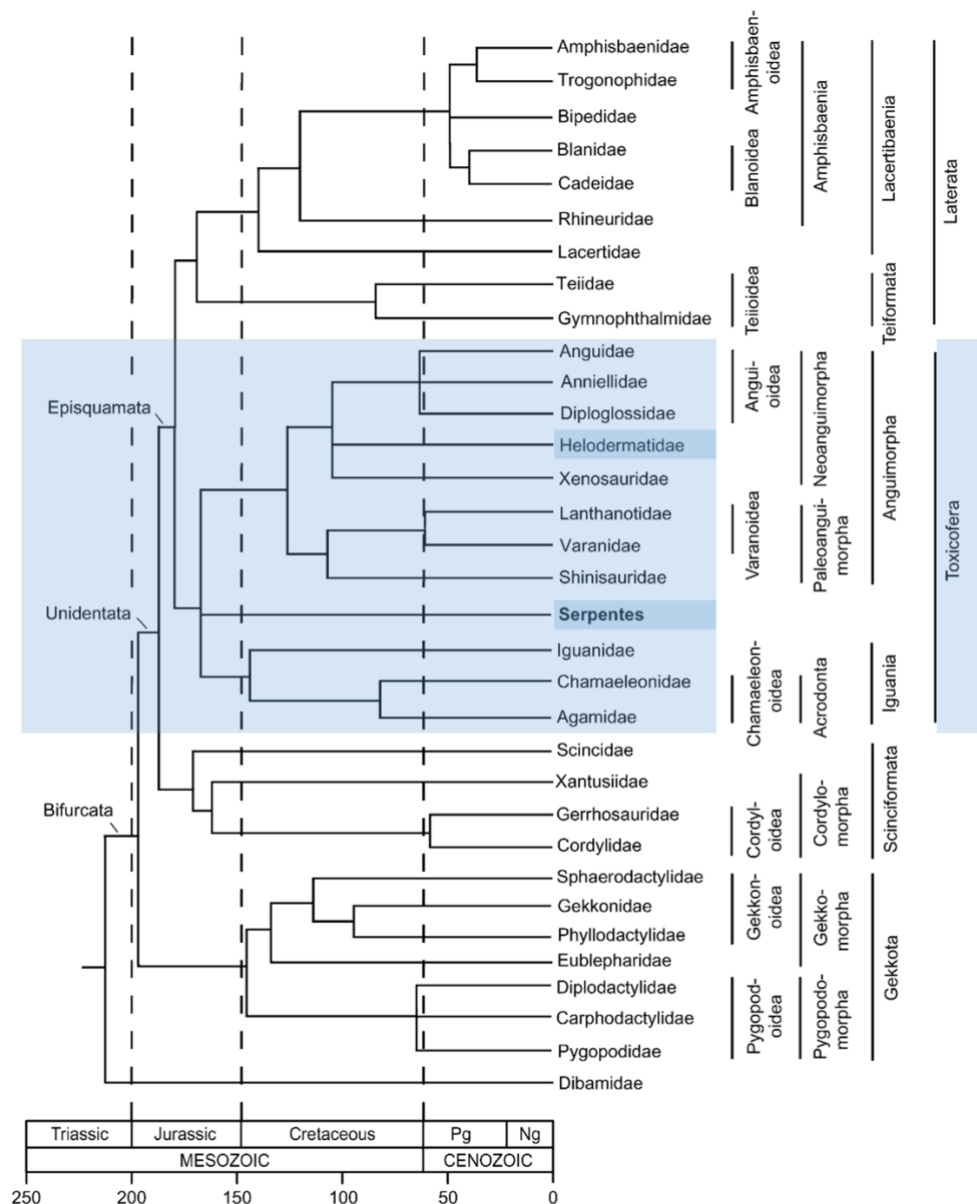 Amphisbaenidae
Trogonophidae
Bipedidae
Blanidae
Cadeidae
Rhineuridae
Lacertidae
Teiidae
Gymnophthalmidae
Anguidae
Anniellidae
Diploglossidae
Helodermatidae
Xenosauridae
Lanthanotidae
Varanidae
Shinisauridae
Serpentes
Iguanidae
Chamaeleonidae
Agamidae
Scincidae
Xantusiidae
Gerrhosauridae
Cordylidae
Sphaerodactylidae
Gekkonidae
Phyllodactylidae
Eublepharidae
Diplodactylidae
Carphodactylidae
Pygopodidae
Dibamidae
Episquamata
Unidentata
Bifurcata
Amphisbaen-
oidea
Blanoidea
Teiioidea
Angui-
oidea
Varanoidea
Chamaeleon-
oidea
Cordyl-
oidea
Gekkon-
oidea
Pygopod-
oidea
Amphisbaenia
Neoanguimorpha
Paleoangui-
morpha
Acrodonta
Cordylo-
morpha
Gekko-
morpha
Pygopodo-
morpha
Lacertibaenia
Teiformata
Anguimorpha
Iguania
Scinciformata
Gekkota
Laterata
Toxicofera
Triassic Jurassic Cretaceous Pg Ng
MESOZOIC CENOZOIC
250 200 150 100 50 0